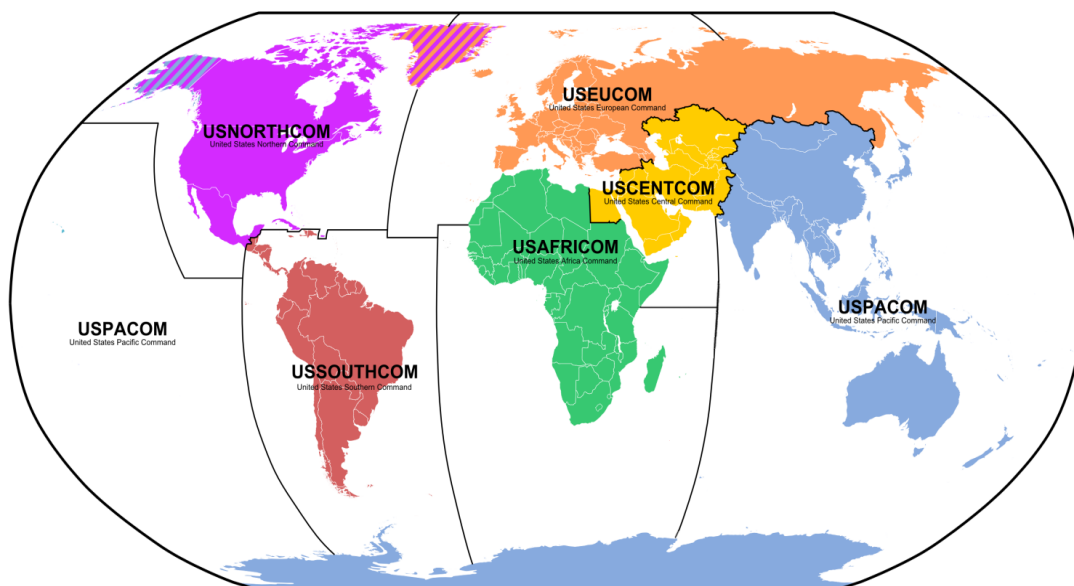 USEUCOM
United States European Command
USNORTHCOM
United States Northern Command
USCENTCOM
United States Central Command
USAFRICOM
United States Africa Command
USPACOM
United States Pacific Command
USPACOM
United States Pacific Command
USSOUTHCOM
United States Southern Command